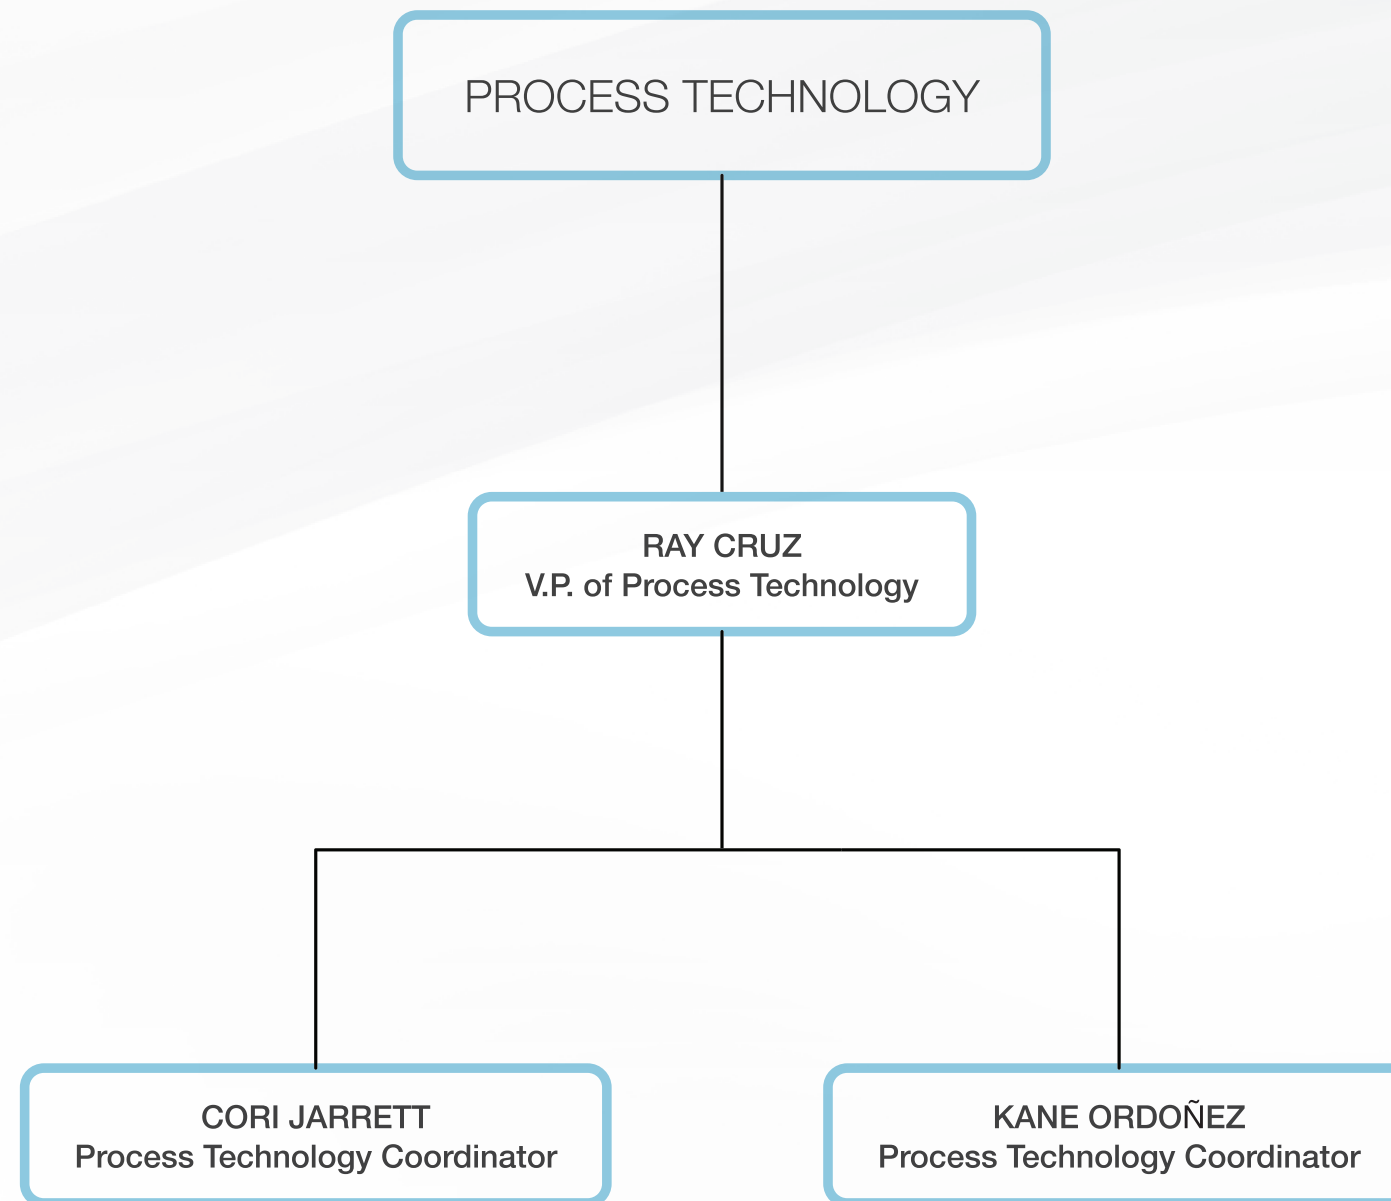 PROCESS TECHNOLOGY
RAY CRUZ
V.P. of Process Technology
CORI JARRETT
Process Technology Coordinator
KANE ORDOÑEZ
Process Technology Coordinator